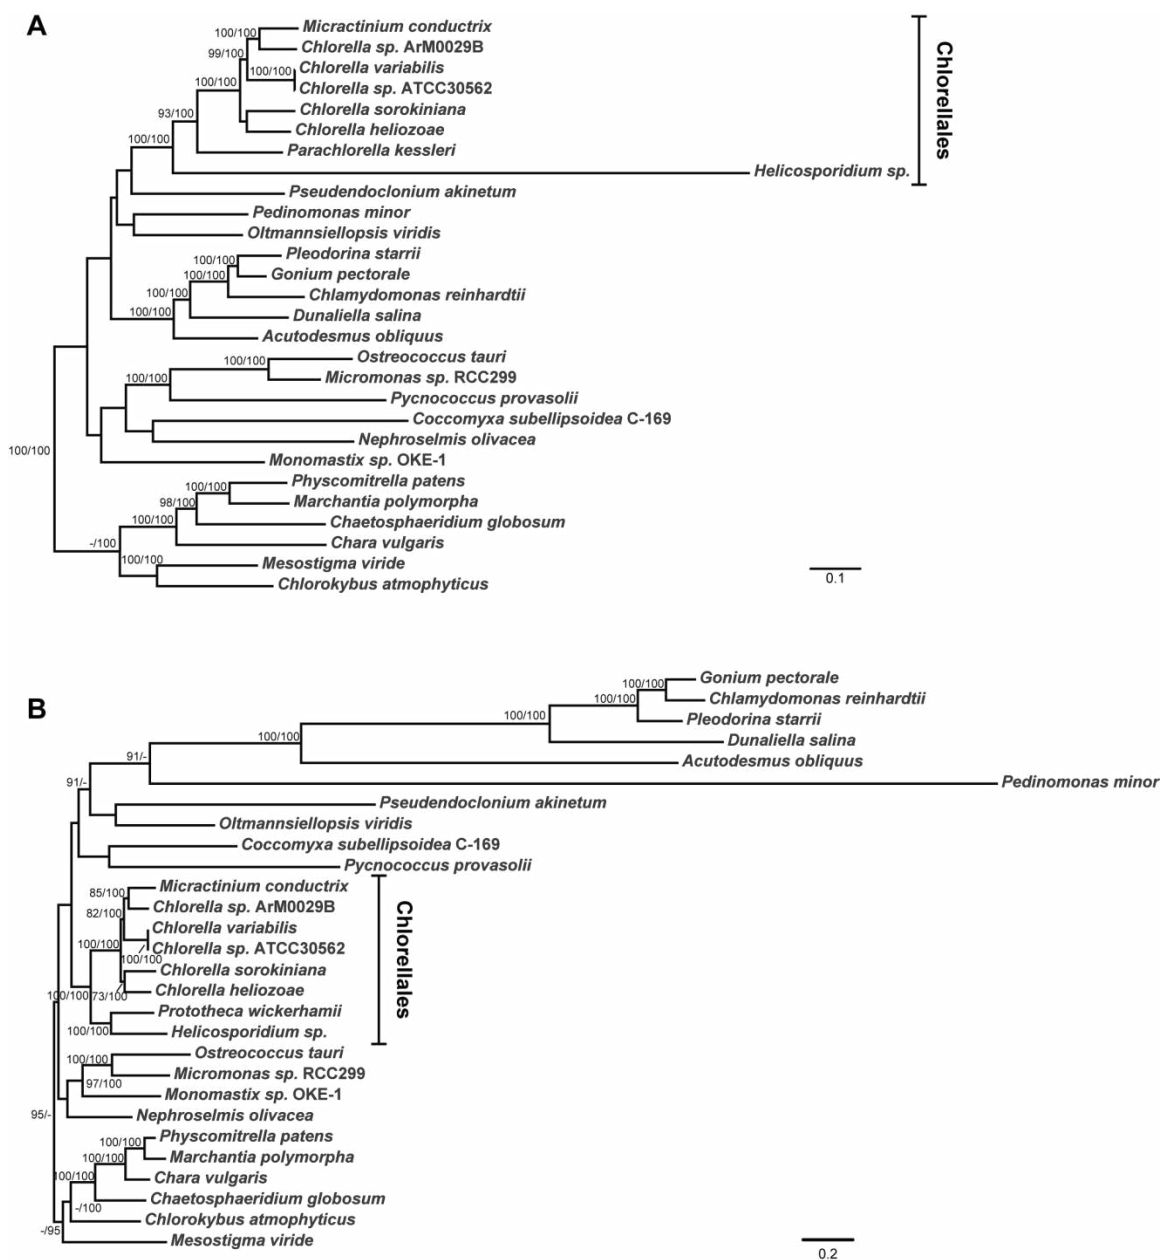 A
Micractinium conductrix
100/100
Chlorella sp. ArM0029B
99/100
Chlorella variabilis
100/100
100/100
Chlorella sp. ATCC30562
Chlorella sorokiniana
93/100
Chlorella heliozoae
100/100
Parachlorella kessleri
Helicosporidium sp.
Chlorellales
Pseudendoclonium akinetum
Pedinomonas minor
Oltmannsiellopsis viridis
Pleodorina starrii
100/100
Gonium pectorale
100/100
Chlamydomonas reinhardtii
100/100
Dunaliella salina
100/100
Acutodesmus obliquus
Ostreococcus tauri
100/100
Micromonas sp. RCC299
100/100
Pycnococcus provasolii
Coccomyxa subellipsoidea C-169
Nephroselmis olivacea
100/100
Monomastix sp. OKE-1
Physcomitrella patens
100/100
Marchantia polymorpha
98/100
Chaetosphaeridium globosum
100/100
Chara vulgaris
-/100
Mesostigma viride
100/100
Chlorokybus atmophyticus
0.1
B
Gonium pectorale
100/100
Chlamydomonas reinhardtii
100/100
Pleodorina starrii
100/100
Dunaliella salina
100/100
Acutodesmus obliquus
91/-
Pedinomonas minor
91/-
Pseudendoclonium akinetum
Oltmannsiellopsis viridis
Coccomyxa subellipsoidea C-169
Pycnococcus provasolii
Micractinium conductrix
85/100
Chlorella sp. ArM0029B
82/100
Chlorella variabilis
100/100
Chlorella sp. ATCC30562
100/100
Chlorella sorokiniana
Chlorella heliozoae
100/100
73/100
Prototheca wickerhamii
100/100
Helicosporidium sp.
Chlorellales
Ostreococcus tauri
100/100
Micromonas sp. RCC299
97/100
Monomastix sp. OKE-1
95/-
Nephroselmis olivacea
Physcomitrella patens
100/100
Marchantia polymorpha
100/100
Chara vulgaris
100/100
Chaetosphaeridium globosum
-/100
Chlorokybus atmophyticus
-/95
Mesostigma viride
0.2